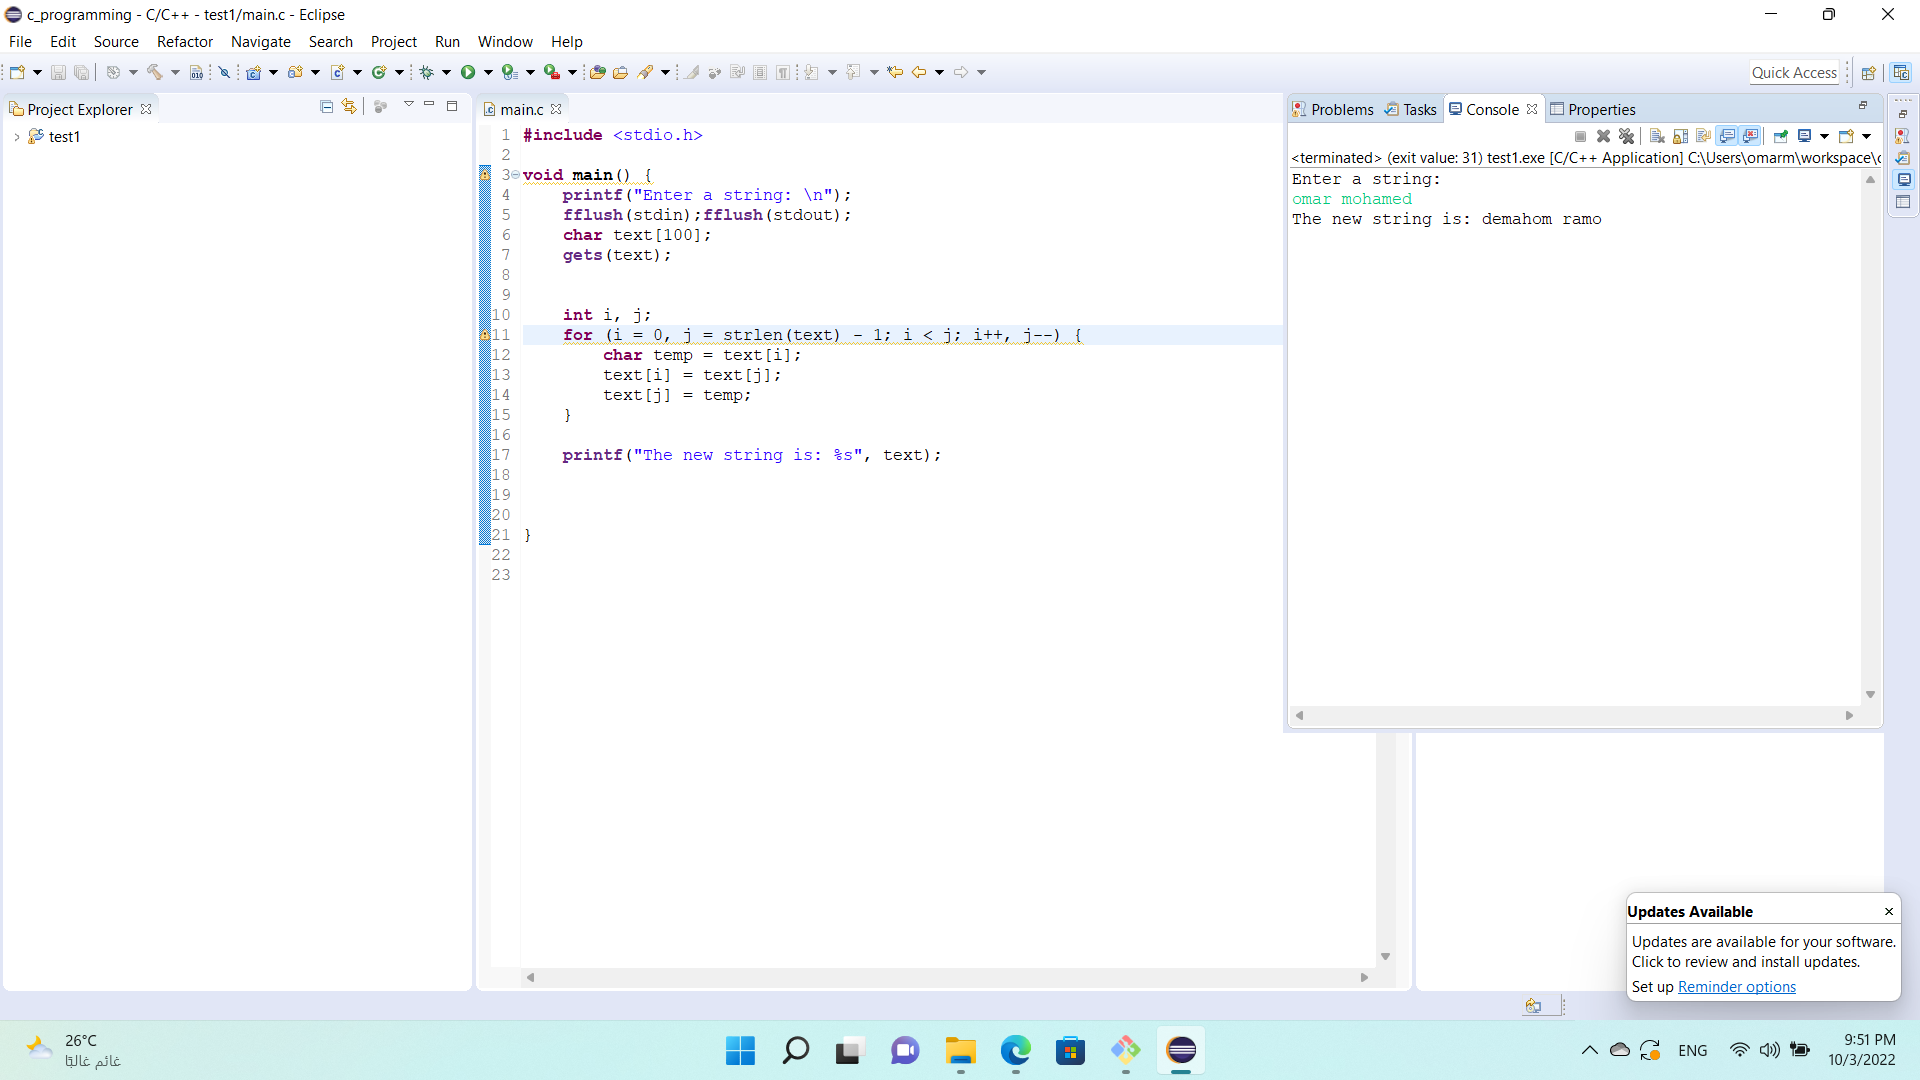 c_programming - C/C++ - test1/main.c - Eclipse
File Edit Source Refactor Navigate Search Project Run Window Help
Quick Access
Project Explorer
test1
main.c
1 #include <stdio.h>
2
3 void main() {
4 printf("Enter a string: \n");
5 fflush(stdin);fflush(stdout);
6 char text[100];
7 gets(text);
8
9
10 int i, j;
11 for (i = 0, j = strlen(text) - 1; i < j; i++, j--) {
12 char temp = text[i];
13 text[i] = text[j];
14 text[j] = temp;
15 }
16
17 printf("The new string is: %s", text);
18
19
20
21 }
22
23
Problems Tasks Console Properties
<terminated> (exit value: 31) test1.exe [C/C++ Application] C:\Users\omarm\workspace\
Enter a string:
omar mohamed
The new string is: demahom ramo
Updates Available
Updates are available for your software.
Click to review and install updates.
Set up Reminder options
26°C
غائم غالبًا
ENG
9:51 PM
10/3/2022